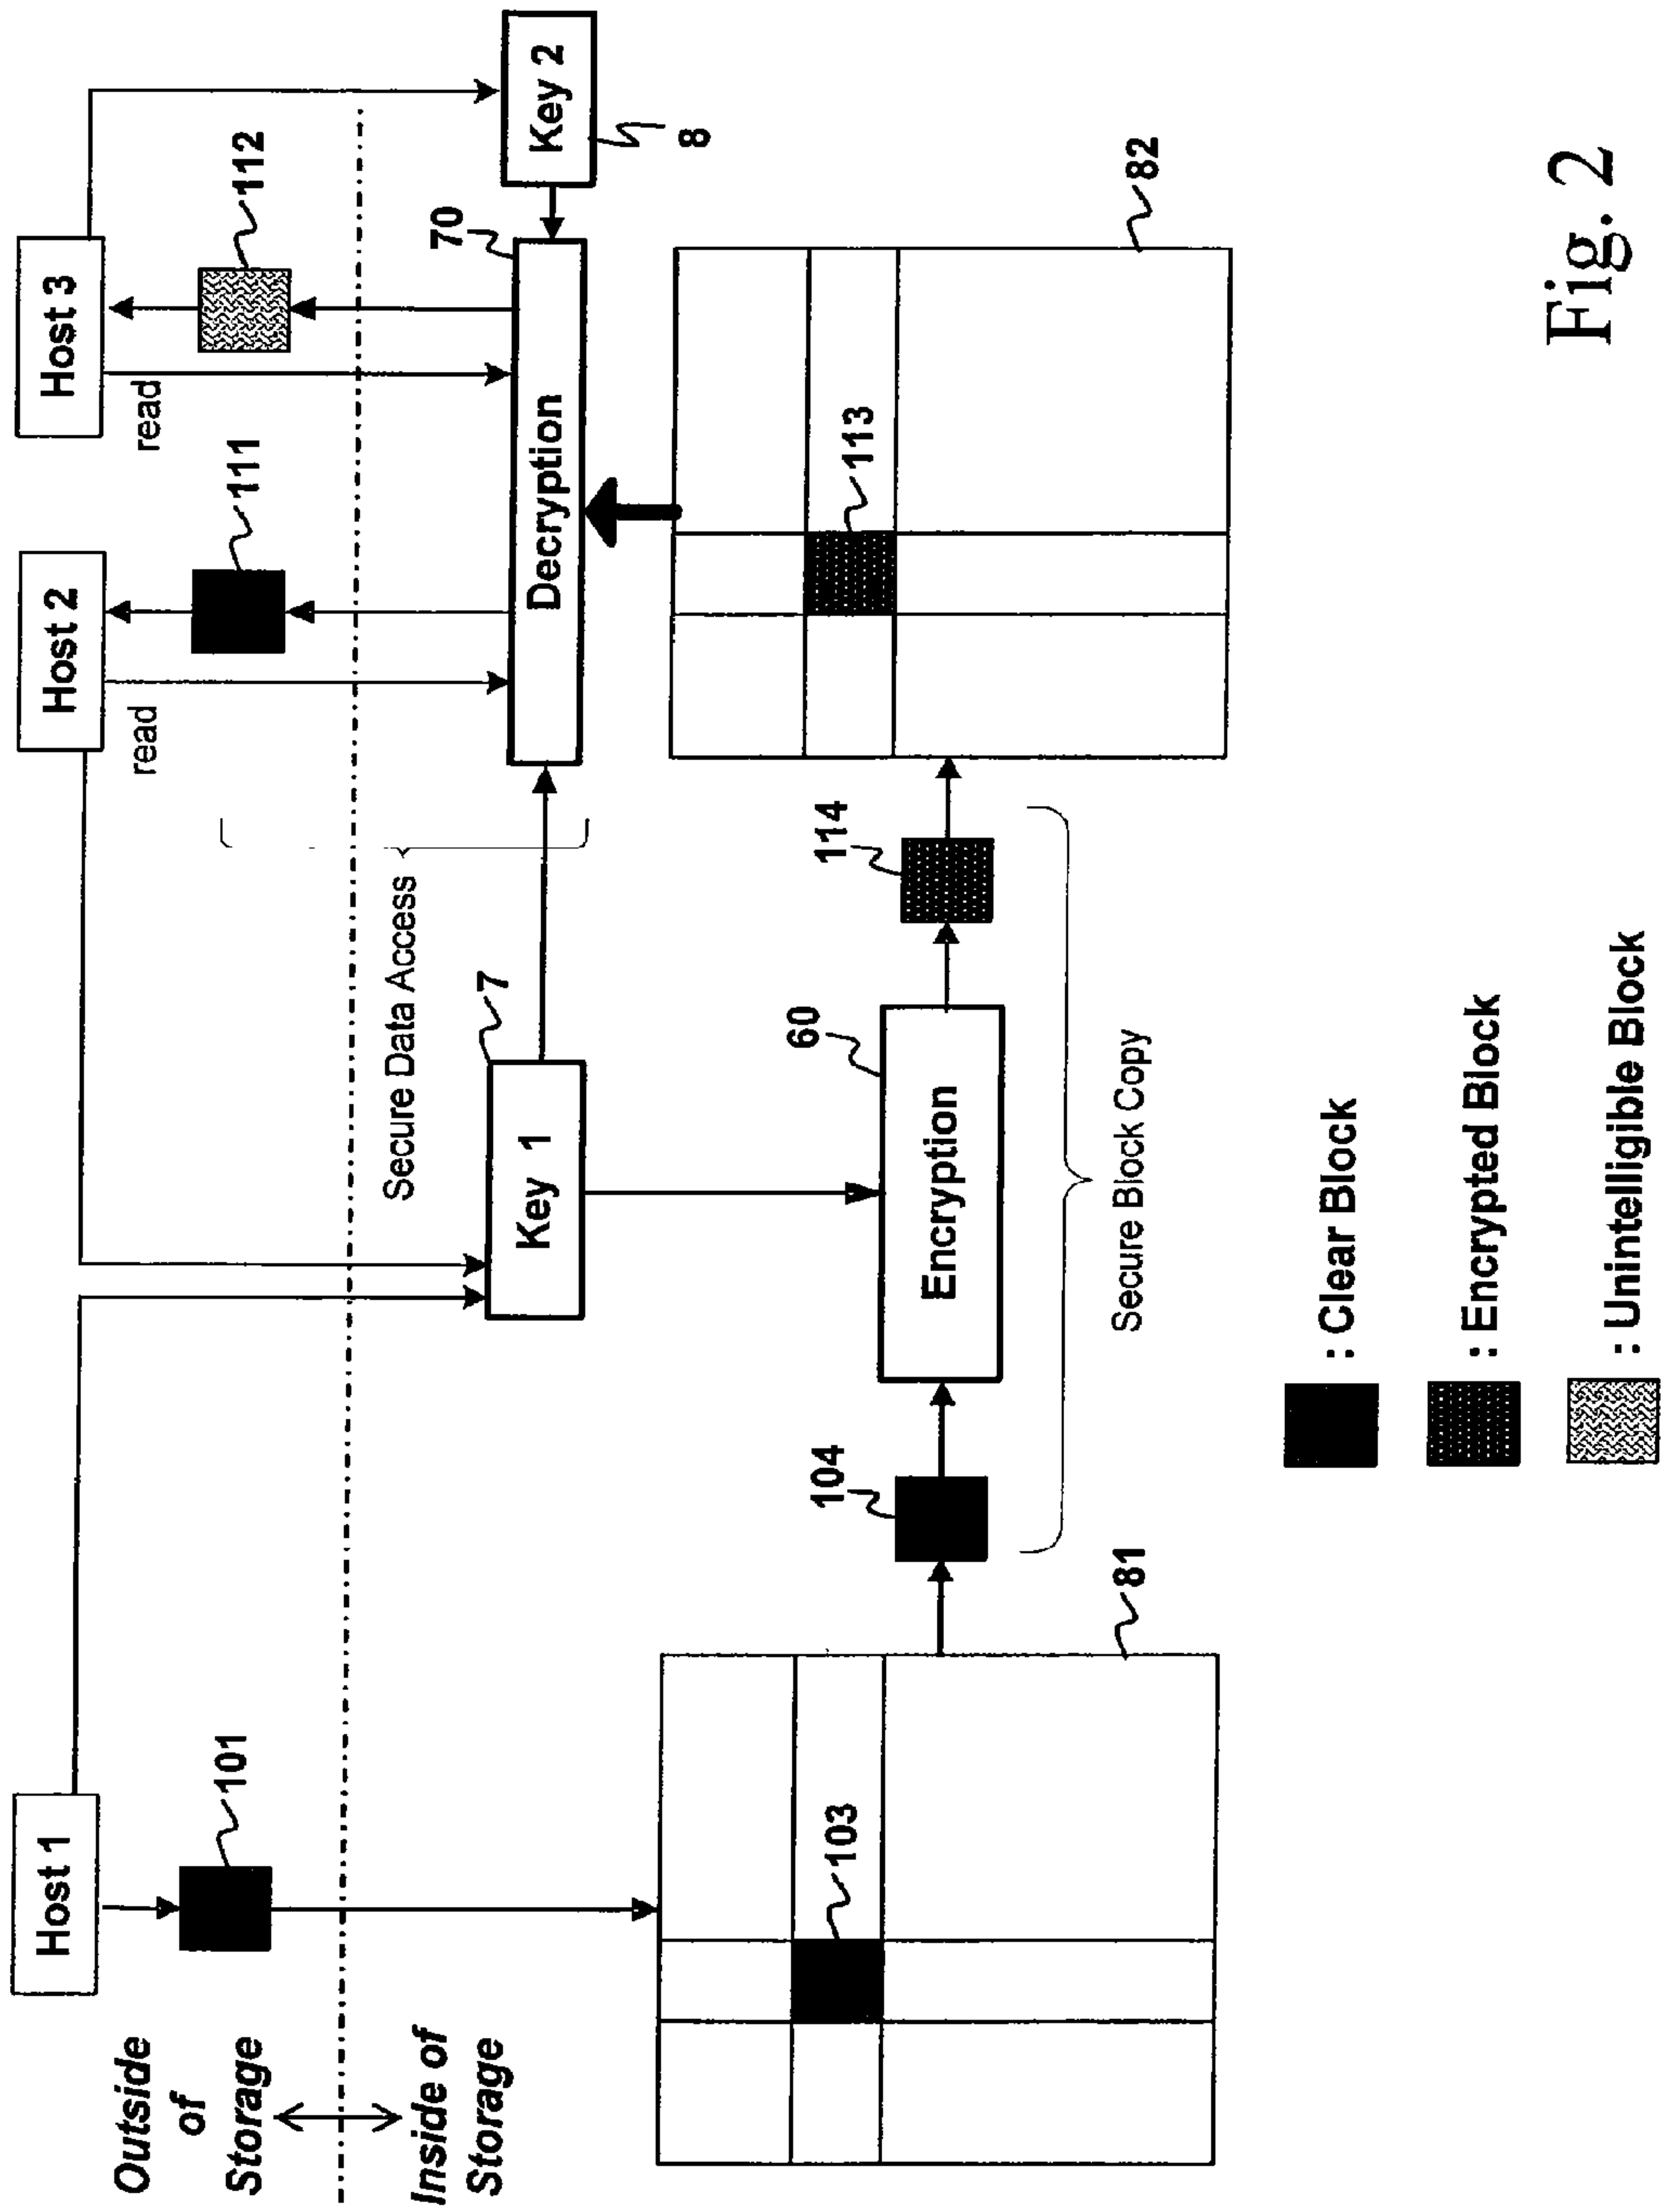 Host 1
Host 2
Host 3
101
read
111
read
112
Outside
of
Storage
Inside of
Storage
Secure Data Access
Key 1
7
Decryption
70
Key 2
8
103
81
104
Encryption
60
114
113
82
Secure Block Copy
: Clear Block
: Encrypted Block
: Unintelligible Block
Fig. 2